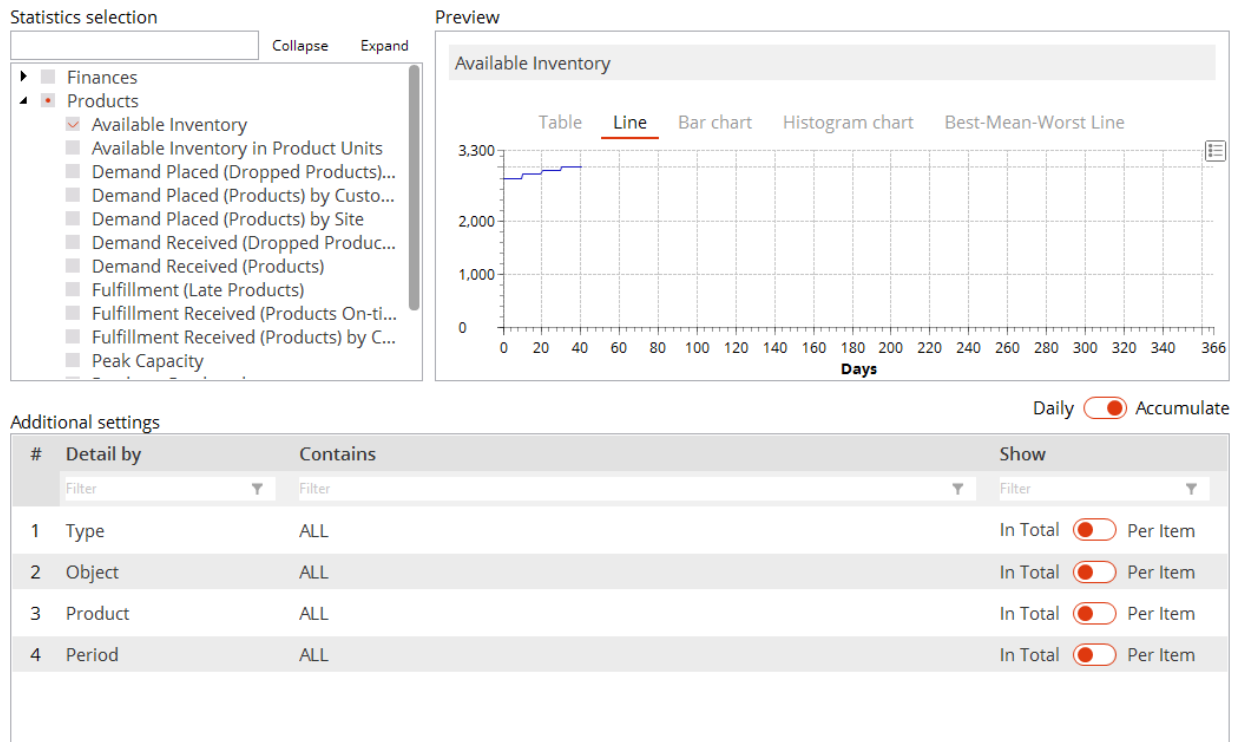 Statistics selection
Collapse Expand
Finances
Products
Available Inventory
Available Inventory in Product Units
Demand Placed (Dropped Products)...
Demand Placed (Products) by Custo...
Demand Placed (Products) by Site
Demand Received (Dropped Produc...
Demand Received (Products)
Fulfillment (Late Products)
Fulfillment Received (Products On-ti...
Fulfillment Received (Products) by C...
Peak Capacity
Preview
Available Inventory
Table Line Bar chart Histogram chart Best-Mean-Worst Line
3,300
2,000
1,000
0
0 20 40 60 80 100 120 140 160 180 200 220 240 260 280 300 320 340 366
Days
Daily Accumulate
Additional settings
# Detail by Contains Show
Filter Filter Filter
1 Type ALL In Total Per Item
2 Object ALL In Total Per Item
3 Product ALL In Total Per Item
4 Period ALL In Total Per Item